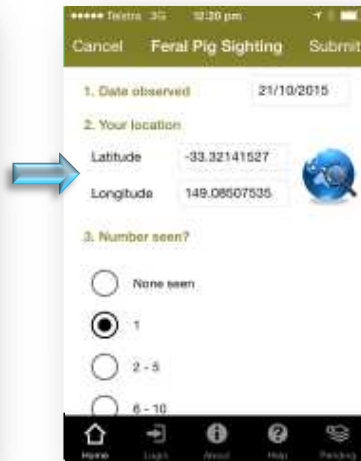 Telstra 3G 12:20 pm
Cancel Feral Pig Sighting Submit
1. Date observed 21/10/2015
2. Your location
Latitude -33.32141527
Longitude 149.08507535
3. Number seen?
None seen
1
2 - 5
6 - 10
Home Login About Help Pending